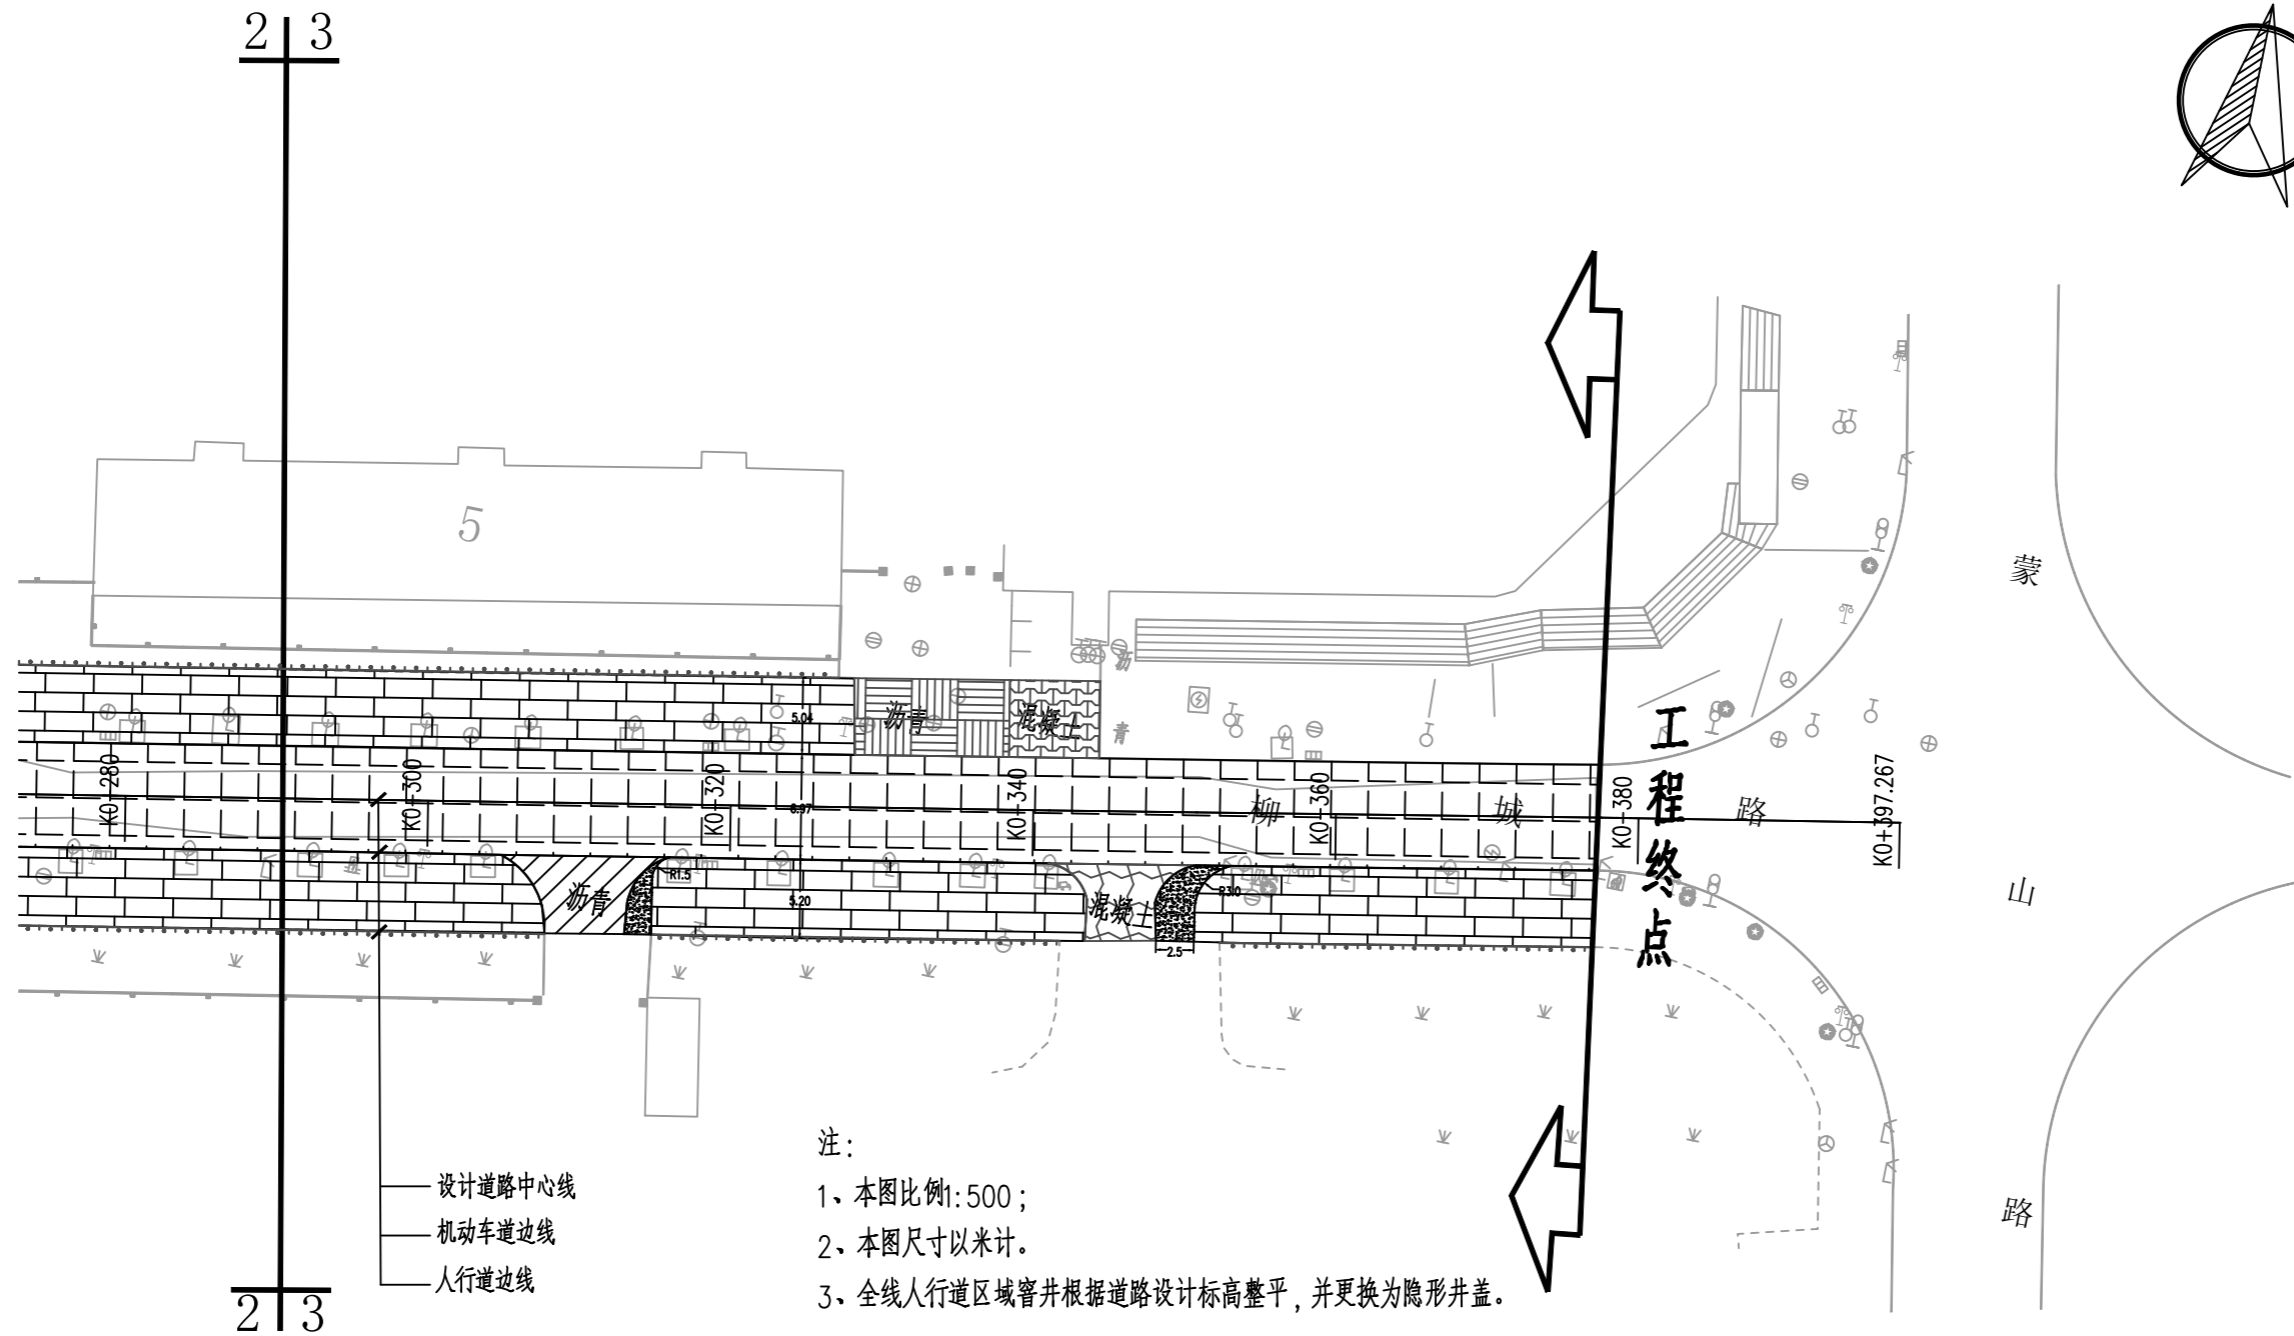 2 3
5
沥
青
沥青
混凝土
5.04
K0+280
K0+300
K0+320
K0+340
K0+360
K0+380
K0+397.267
柳城路
8.97
工程终点
蒙山路
沥青
R1.5
5.20
混凝土
R3.0
2.5
设计道路中心线
机动车道边线
人行道边线
注:
1、本图比例1:500;
2、本图尺寸以米计。
3、全线人行道区域窨井根据道路设计标高整平,并更换为隐形井盖。
2 3